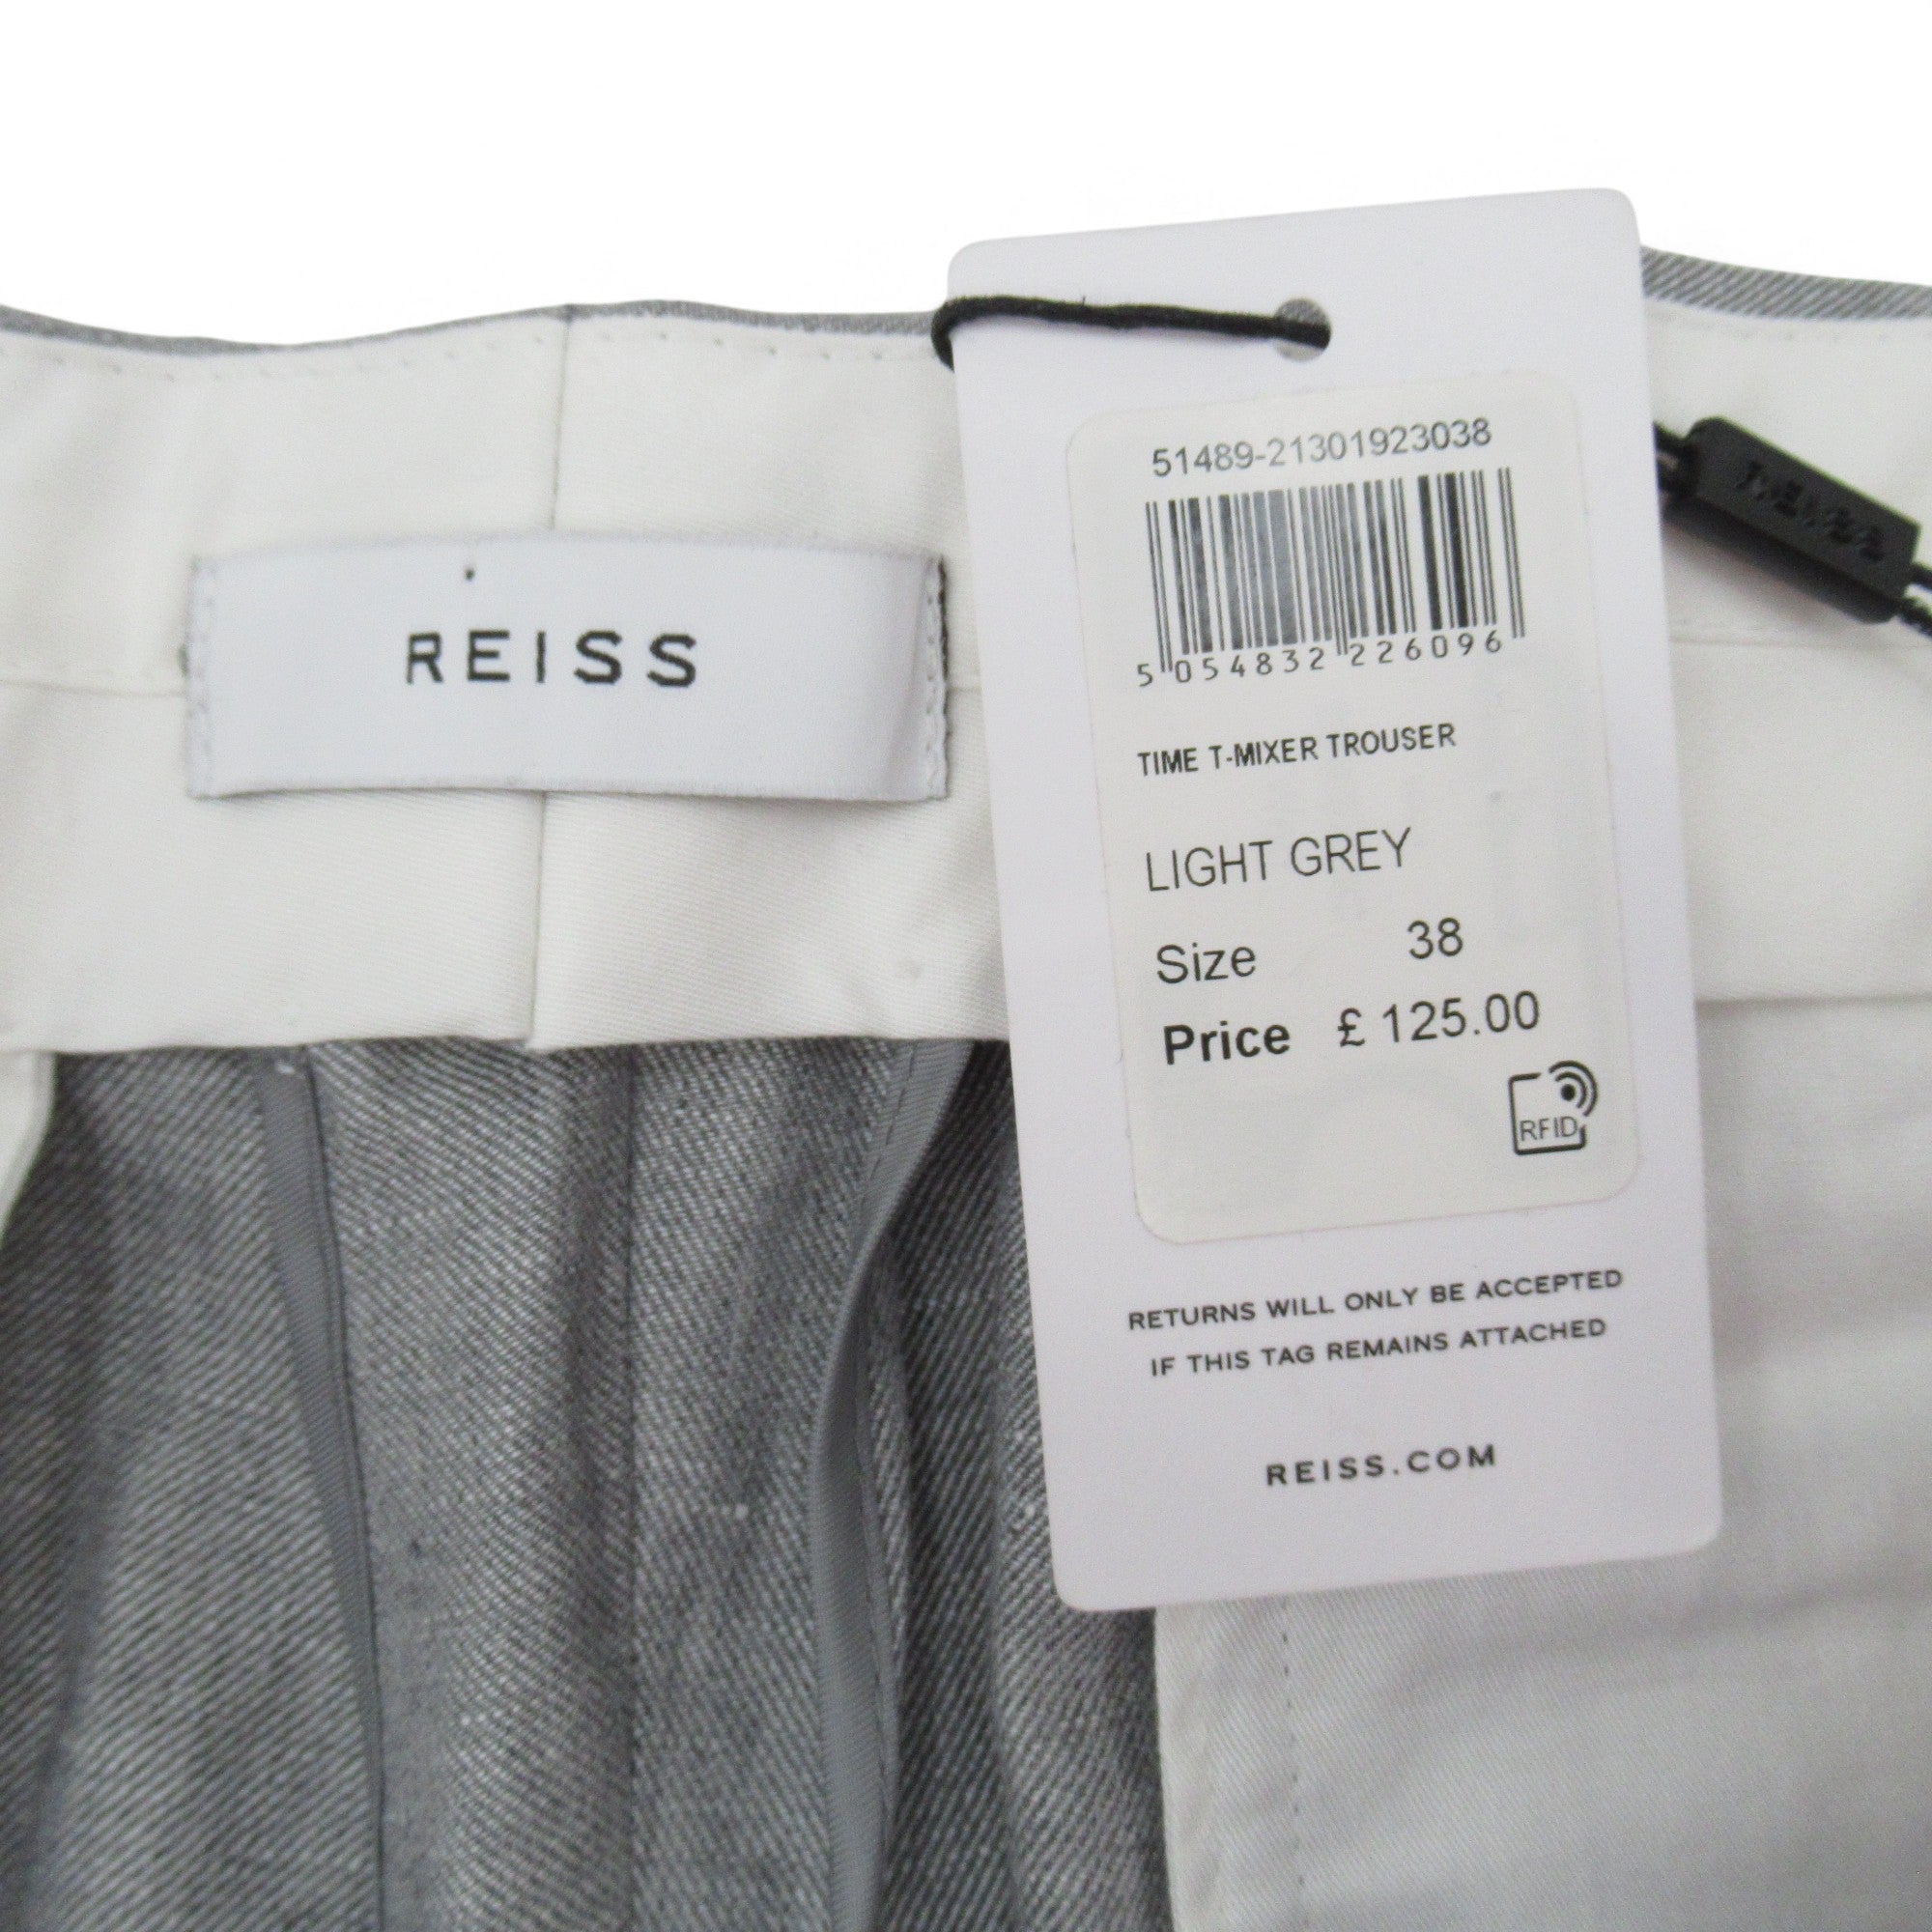 REISS
51489-21301923038
5 054832 226096
TIME T-MIXER TROUSER
LIGHT GREY
Size 38
Price £ 125.00
RFID
RETURNS WILL ONLY BE ACCEPTED
IF THIS TAG REMAINS ATTACHED
REISS.COM
REISS